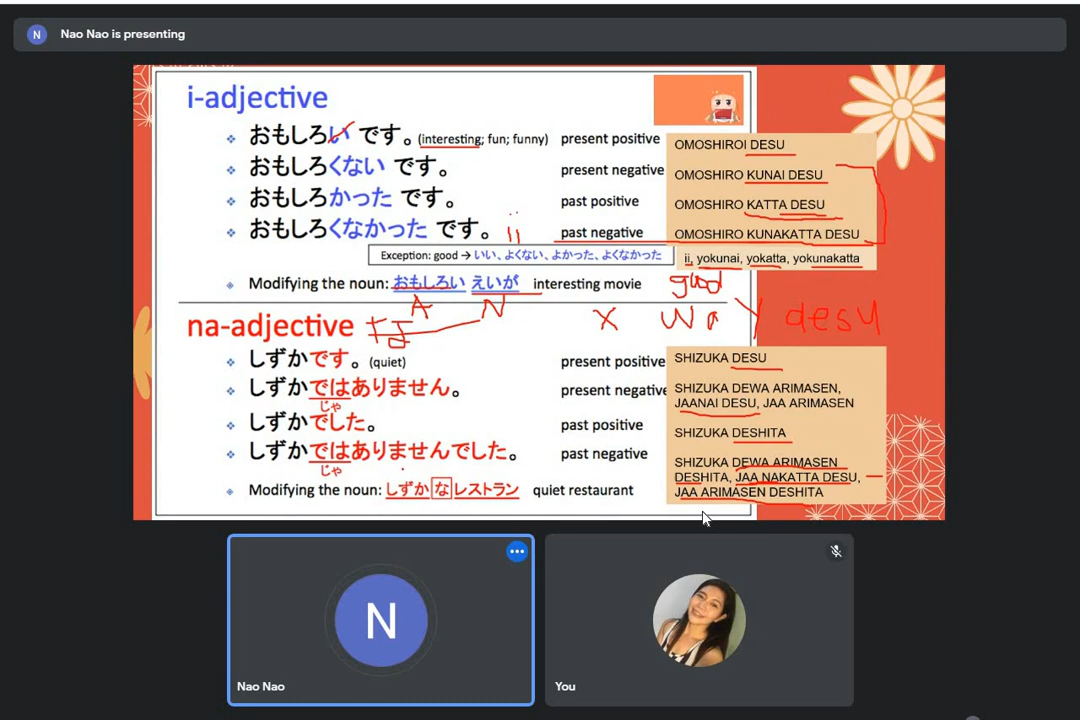 N Nao Nao is presenting
i-adjective
おもしろい です。(interesting; fun; funny) present positive OMOSHIROI DESU
おもしろくない です。 present negative OMOSHIRO KUNAI DESU
おもしろかった です。 past positive OMOSHIRO KATTA DESU
おもしろくなかった です。 ii past negative OMOSHIRO KUNAKATTA DESU
Exception: good → いい、よくない、よかった、よくなかった ii, yokunai, yokatta, yokunakatta
Modifying the noun: おもしろい えいが interesting movie good
A N
na-adjective な X Wa Y desu
しずかです。(quiet) present positive SHIZUKA DESU
しずかではありません。 present negative SHIZUKA DEWA ARIMASEN,
じゃ JAANAI DESU, JAA ARIMASEN
しずかでした。 past positive SHIZUKA DESHITA
しずかではありませんでした。 past negative SHIZUKA DEWA ARIMASEN
じゃ DESHITA, JAA NAKATTA DESU,
Modifying the noun: しずかなレストラン quiet restaurant JAA ARIMASEN DESHITA
N
Nao Nao You